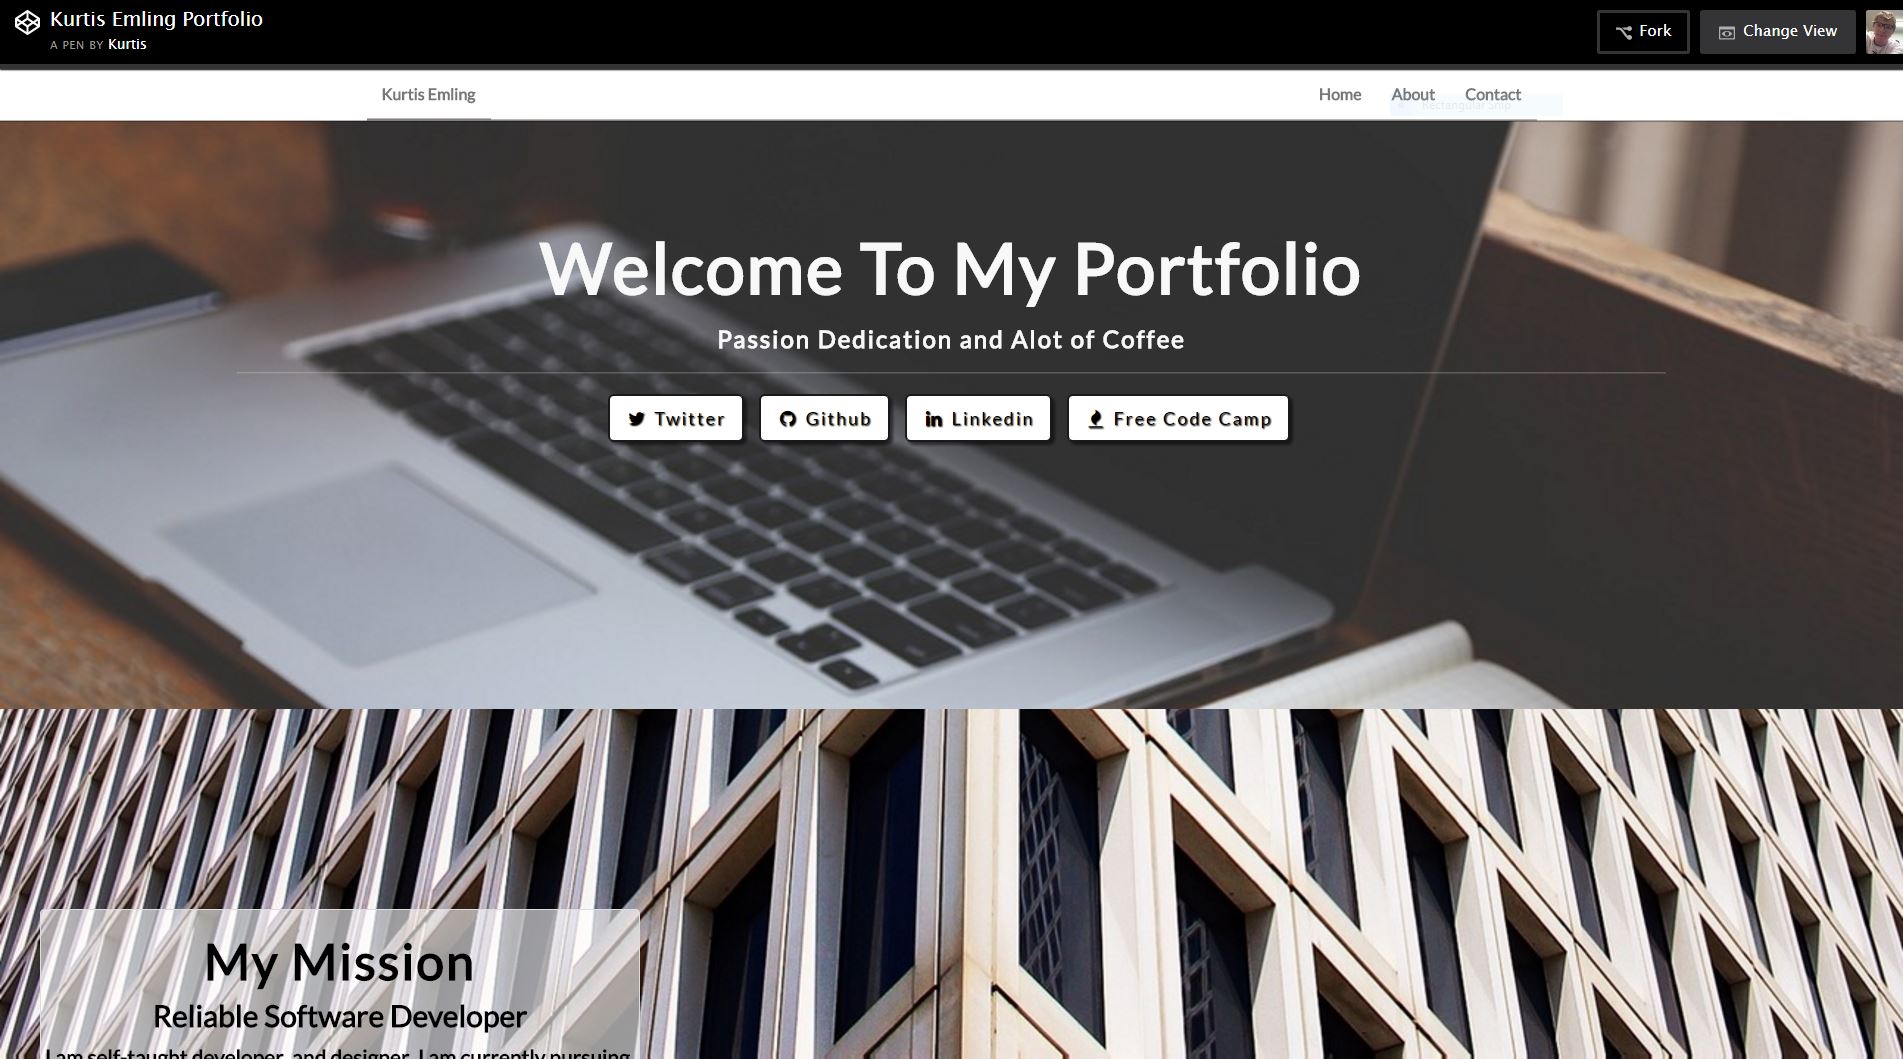 Kurtis Emling Portfolio
A PEN BY Kurtis
Fork
Change View
Kurtis Emling
Home About Contact
Rectangular Snip
Welcome To My Portfolio
Passion Dedication and Alot of Coffee
Twitter Github Linkedin Free Code Camp
My Mission
Reliable Software Developer
I am self-taught developer, and designer. I am currently pursuing